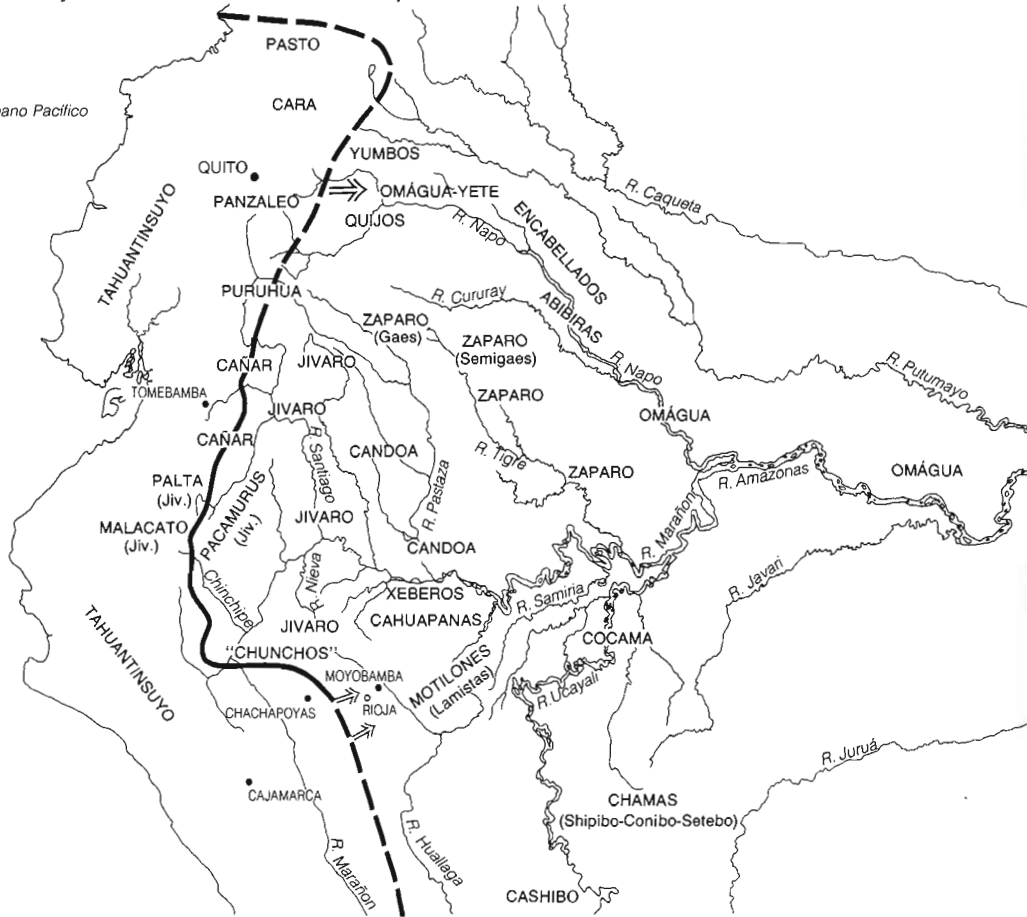 PASTO
ano Pacífico
CARA
YUMBOS
QUITO
R. Caqueta
OMÁGUA-YETE
PANZALEO
QUIJOS
TAHUANTINSUYO
R. Napo
ENCABELLADOS
PURUHUA
R. Cururay
ABIBIRAS
ZAPARO
(Gaes)
ZAPARO
(Semigaes)
CAÑAR
JIVARO
R. Napo
R. Putumayo
TOMEBAMBA
ZAPARO
JIVARO
OMÁGUA
CAÑAR
R. Santiago
CANDOA
R. Tigre
ZAPARO
OMÁGUA
R. Amazonas
PALTA
(Jiv.)
PACAMURUS
(Jiv.)
R. Pastaza
MALACATO
(Jiv.)
JIVARO
R. Marañon
CANDOA
Chinchipe
R. Nieva
XEBEROS
R. Samiria
R. Javari
JIVARO
CAHUAPANAS
TAHUANTINSUYO
COCAMA
"CHUNCHOS"
MOYOBAMBA
MOTILONES
(Lamistas)
RIOJA
R. Ucayali
CHACHAPOYAS
R. Juruá
CAJAMARCA
CHAMAS
(Shipibo-Conibo-Setebo)
R. Marañon
R. Huallaga
CASHIBO